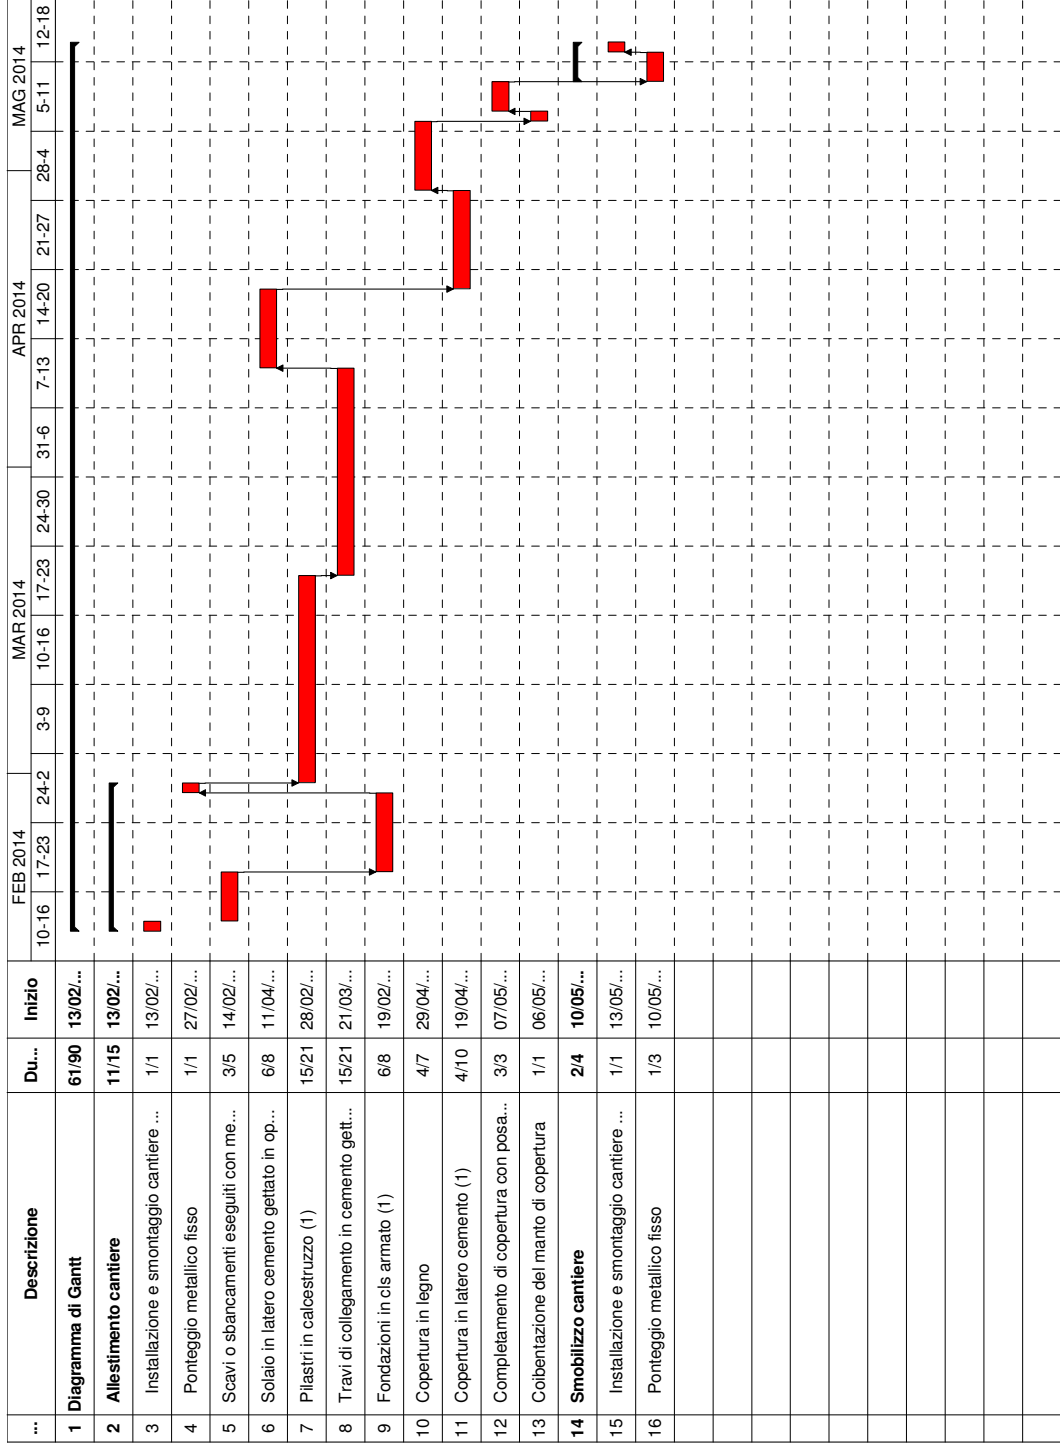 ... Descrizione Du... Inizio
FEB 2014 MAR 2014 APR 2014 MAG 2014
10-16 17-23 24-2 3-9 10-16 17-23 24-30 31-6 7-13 14-20 21-27 28-4 5-11 12-18
1 Diagramma di Gantt 61/90 13/02/...
2 Allestimento cantiere 11/15 13/02/...
3 Installazione e smontaggio cantiere ... 1/1 13/02/...
4 Ponteggio metallico fisso 1/1 27/02/...
5 Scavi o sbancamenti eseguiti con me... 3/5 14/02/...
6 Solaio in latero cemento gettato in op... 6/8 11/04/...
7 Pilastri in calcestruzzo (1) 15/21 28/02/...
8 Travi di collegamento in cemento gett... 15/21 21/03/...
9 Fondazioni in cls armato (1) 6/8 19/02/...
10 Copertura in legno 4/7 29/04/...
11 Copertura in latero cemento (1) 4/10 19/04/...
12 Completamento di copertura con posa... 3/3 07/05/...
13 Coibentazione del manto di copertura 1/1 06/05/...
14 Smobilizzo cantiere 2/4 10/05/...
15 Installazione e smontaggio cantiere ... 1/1 13/05/...
16 Ponteggio metallico fisso 1/3 10/05/...